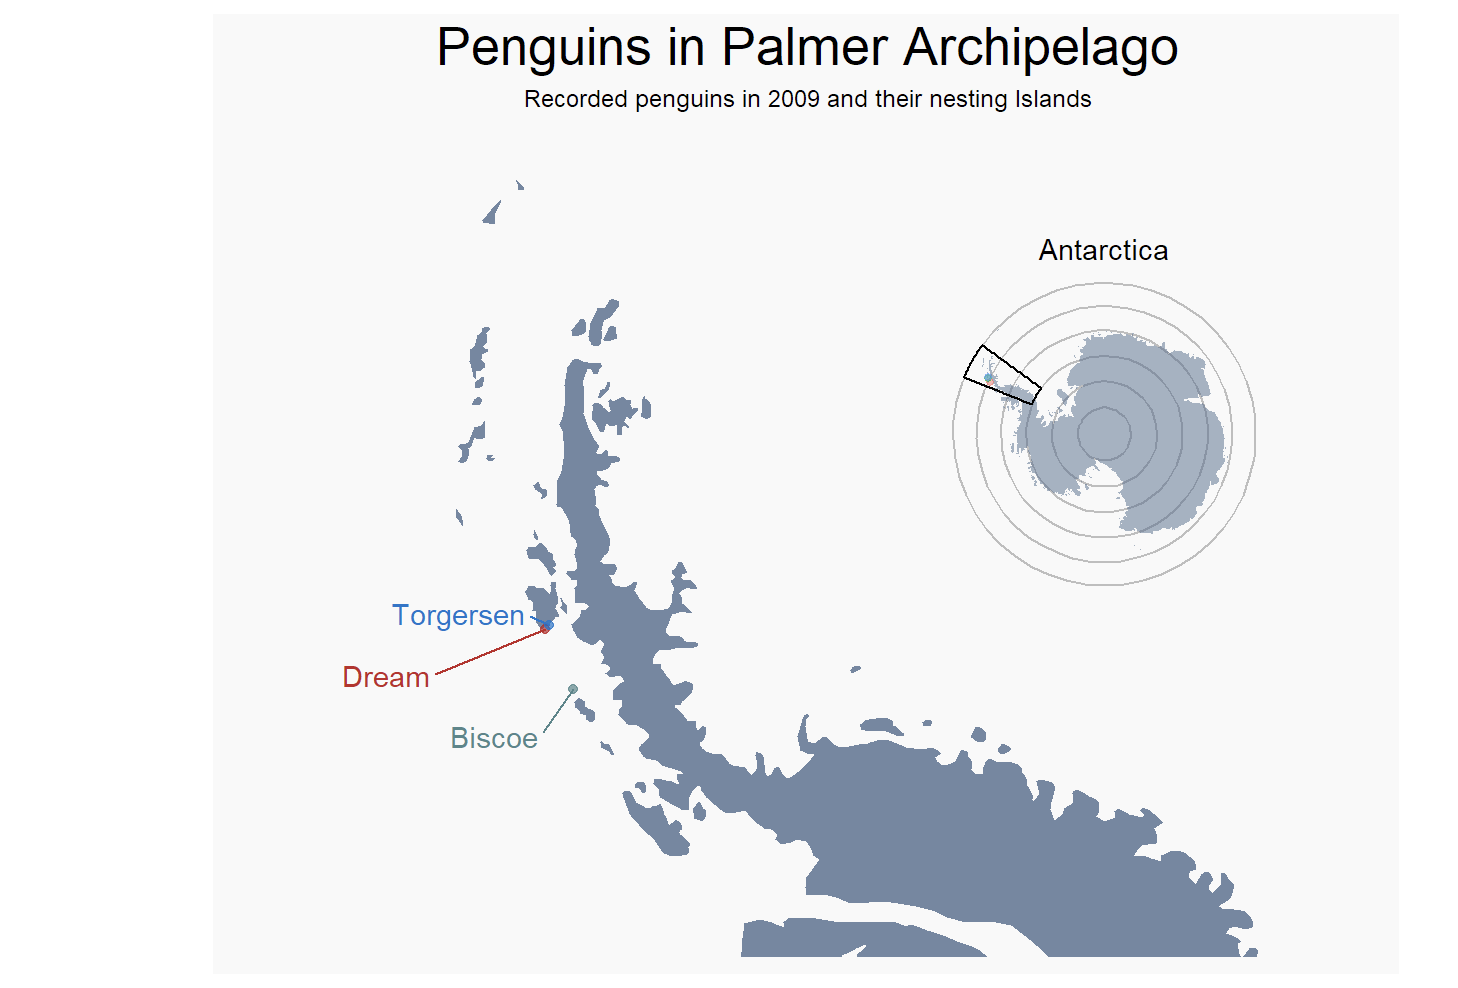 Penguins in Palmer Archipelago
Recorded penguins in 2009 and their nesting Islands
Antarctica
Torgersen
Dream
Biscoe